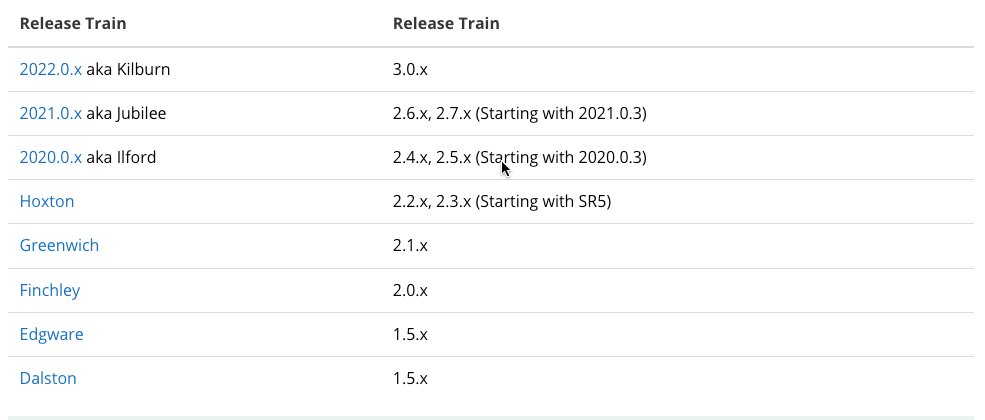 Release Train Release Train
2022.0.x aka Kilburn 3.0.x
2021.0.x aka Jubilee 2.6.x, 2.7.x (Starting with 2021.0.3)
2020.0.x aka Ilford 2.4.x, 2.5.x (Starting with 2020.0.3)
Hoxton 2.2.x, 2.3.x (Starting with SR5)
Greenwich 2.1.x
Finchley 2.0.x
Edgware 1.5.x
Dalston 1.5.x